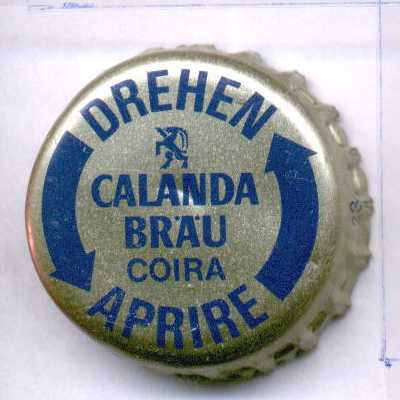 DREHEN
CALANDA
BRÄU
COIRA
APRIRE